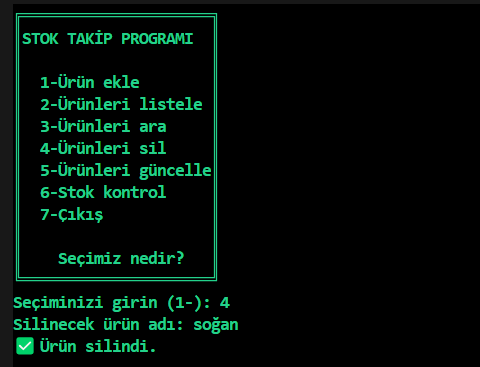 STOK TAKİP PROGRAMI
1-Ürün ekle
2-Ürünleri listele
3-Ürünleri ara
4-Ürünleri sil
5-Ürünleri güncelle
6-Stok kontrol
7-Çıkış
Seçimiz nedir?
Seçiminizi girin (1-): 4
Silinecek ürün adı: soğan
✅ Ürün silindi.